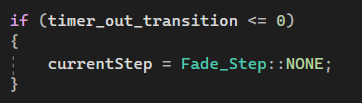 if (timer_out_transition <= 0)
{
    currentStep = Fade_Step::NONE;
}